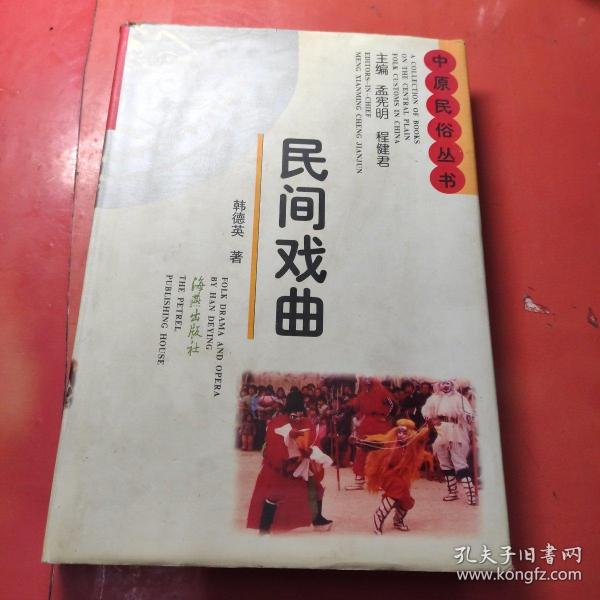 中原民俗丛书
A COLLECTION OF BOOKS
ON THE CENTRAL PLAIN
FOLK CUSTOMS IN CHINA
主编 孟宪明 程健君
EDITORS-IN-CHIEF
MENG XIANMING CHENG JIANJUN
民间戏曲
韩德英 著
FOLK DRAMA AND OPERA
BY HAN DEYING
海燕出版社
THE PETREL
PUBLISHING HOUSE
孔夫子旧书网
www.kongfz.com